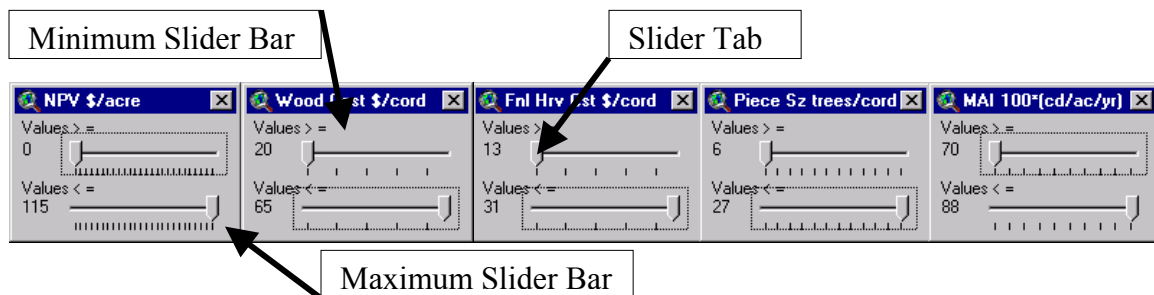 Minimum Slider Bar
Slider Tab
NPV $/acre
Values > =
0
Values < =
115
Wood Cost $/cord
Values > =
20
Values < =
65
Fnl Hrv Cst $/cord
Values >
13
Values < =
31
Piece Sz trees/cord
Values > =
6
Values < =
27
MAI 100*(cd/ac/yr)
Values > =
70
Values < =
88
Maximum Slider Bar